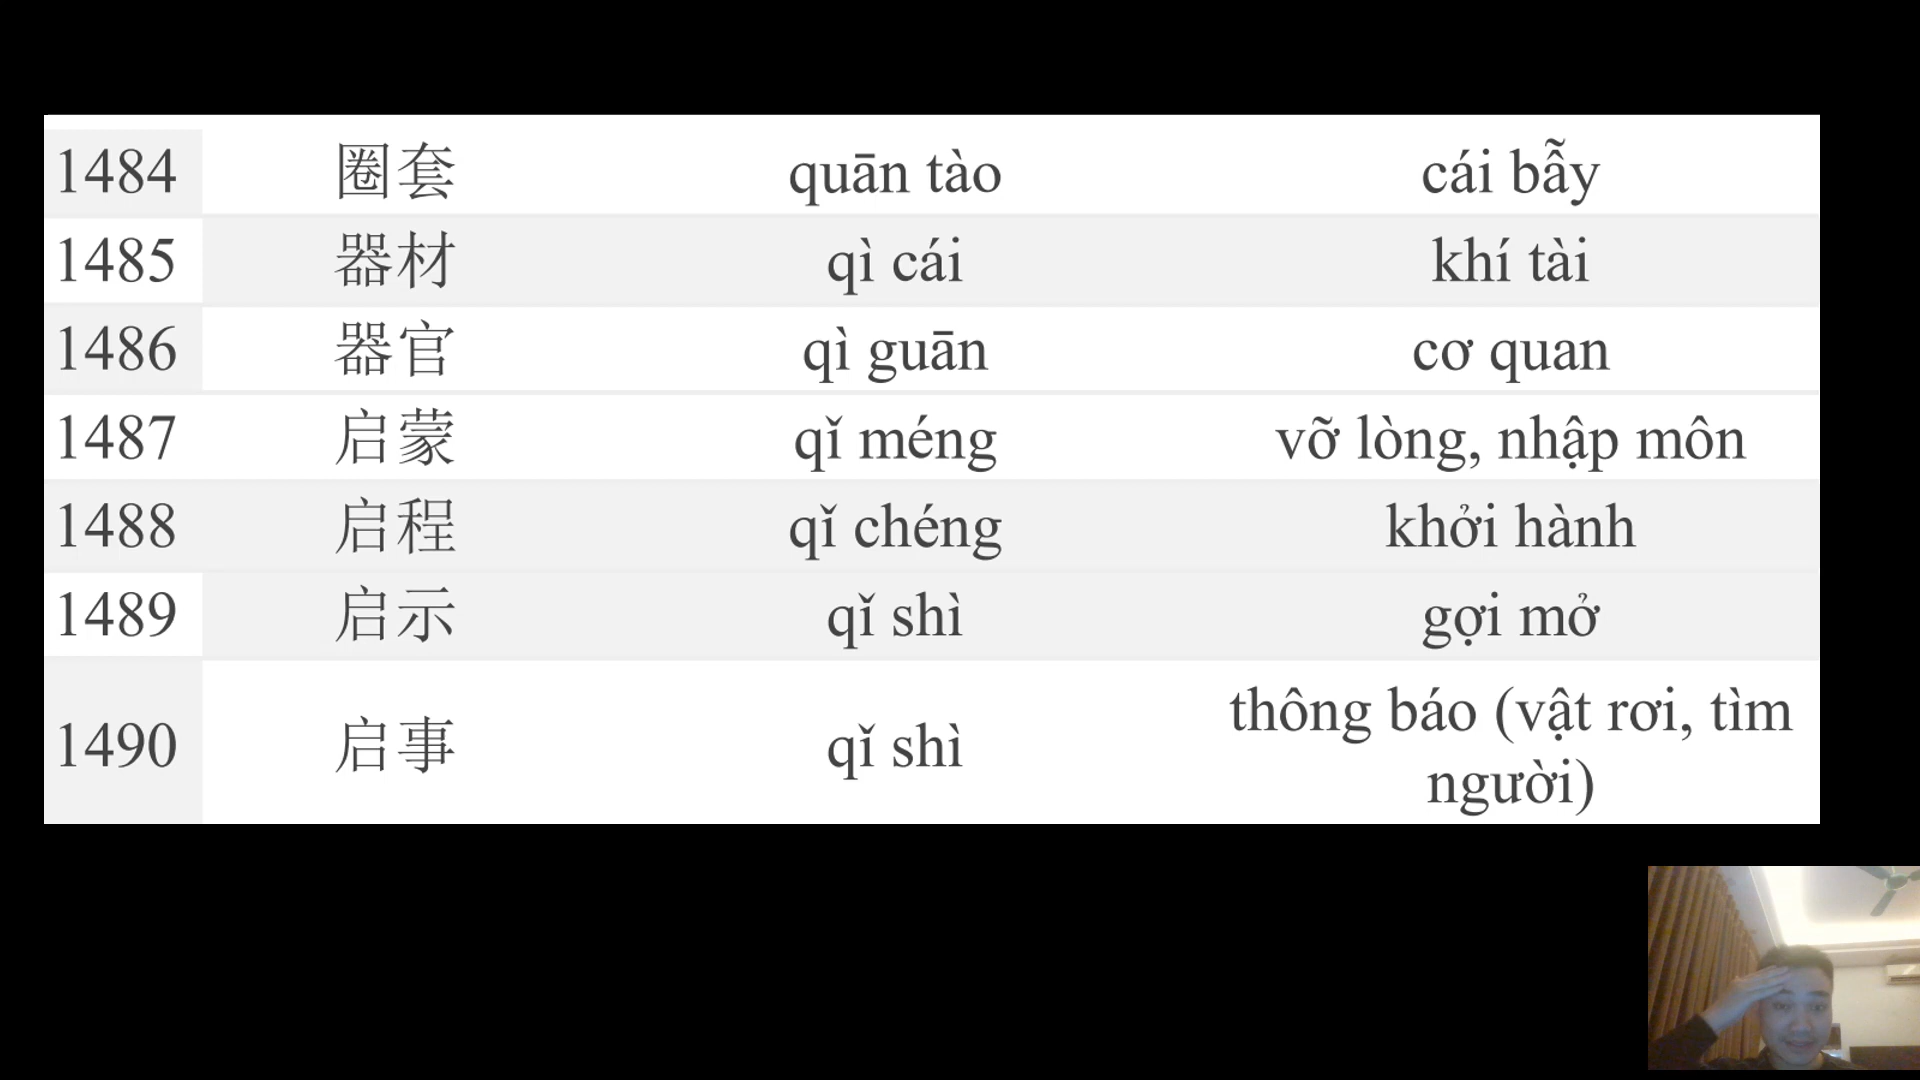 1484 圈套 quān tào cái bẫy
1485 器材 qì cái khí tài
1486 器官 qì guān cơ quan
1487 启蒙 qǐ méng vỡ lòng, nhập môn
1488 启程 qǐ chéng khởi hành
1489 启示 qǐ shì gợi mở
1490 启事 qǐ shì thông báo (vật rơi, tìm
người)